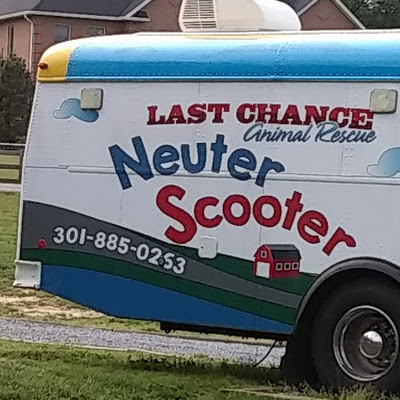 LAST CHANCE
Animal Rescue
Neuter
Scooter
301-885-0253